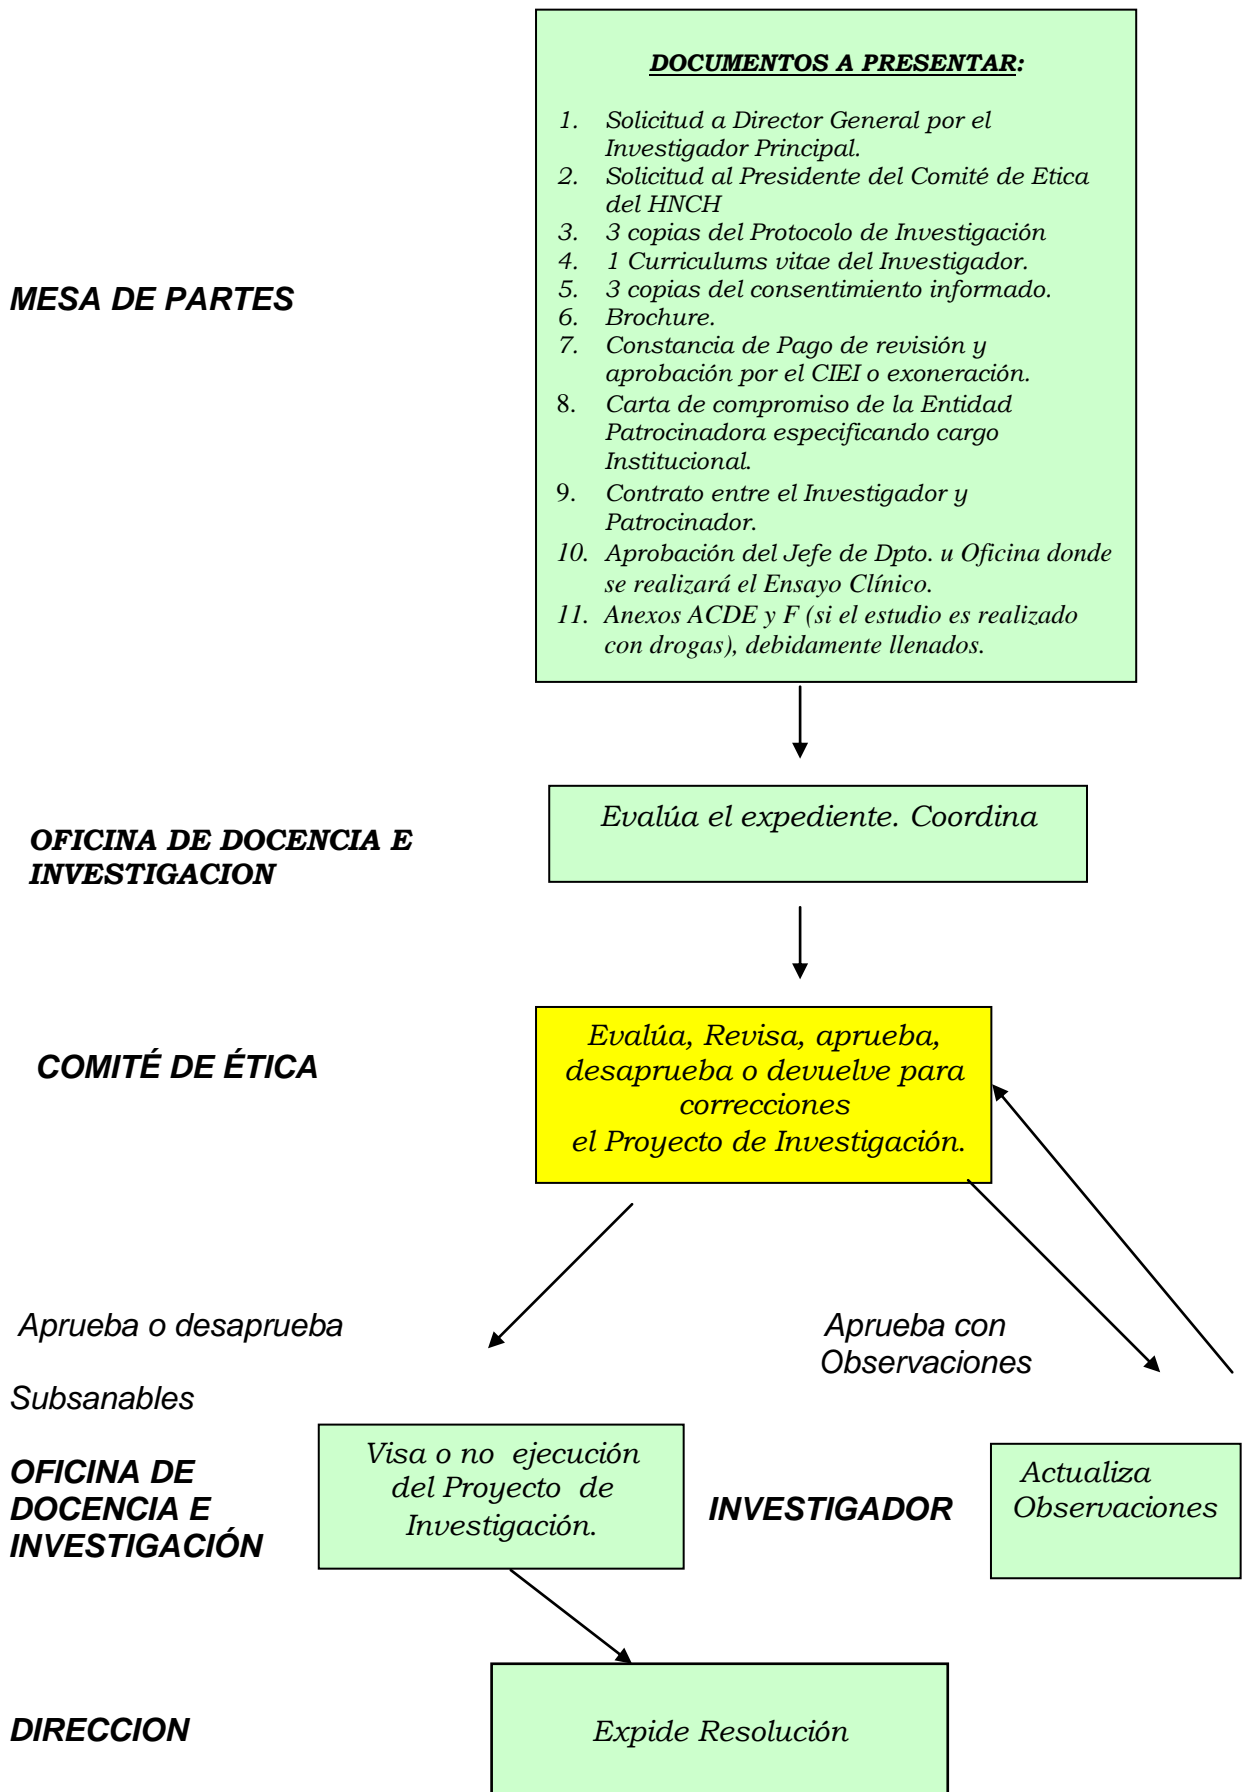 DOCUMENTOS A PRESENTAR:
1. Solicitud a Director General por el
Investigador Principal.
2. Solicitud al Presidente del Comité de Etica
del HNCH
3. 3 copias del Protocolo de Investigación
4. 1 Curriculums vitae del Investigador.
5. 3 copias del consentimiento informado.
6. Brochure.
7. Constancia de Pago de revisión y
aprobación por el CIEI o exoneración.
8. Carta de compromiso de la Entidad
Patrocinadora especificando cargo
Institucional.
9. Contrato entre el Investigador y
Patrocinador.
10. Aprobación del Jefe de Dpto. u Oficina donde
se realizará el Ensayo Clínico.
11. Anexos ACDE y F (si el estudio es realizado
con drogas), debidamente llenados.
MESA DE PARTES
Evalúa el expediente. Coordina
OFICINA DE DOCENCIA E
INVESTIGACION
Evalúa, Revisa, aprueba,
desaprueba o devuelve para
correcciones
el Proyecto de Investigación.
COMITÉ DE ÉTICA
Aprueba o desaprueba
Aprueba con
Observaciones
Subsanables
OFICINA DE
DOCENCIA E
INVESTIGACIÓN
Visa o no ejecución
del Proyecto de
Investigación.
INVESTIGADOR
Actualiza
Observaciones
DIRECCION
Expide Resolución